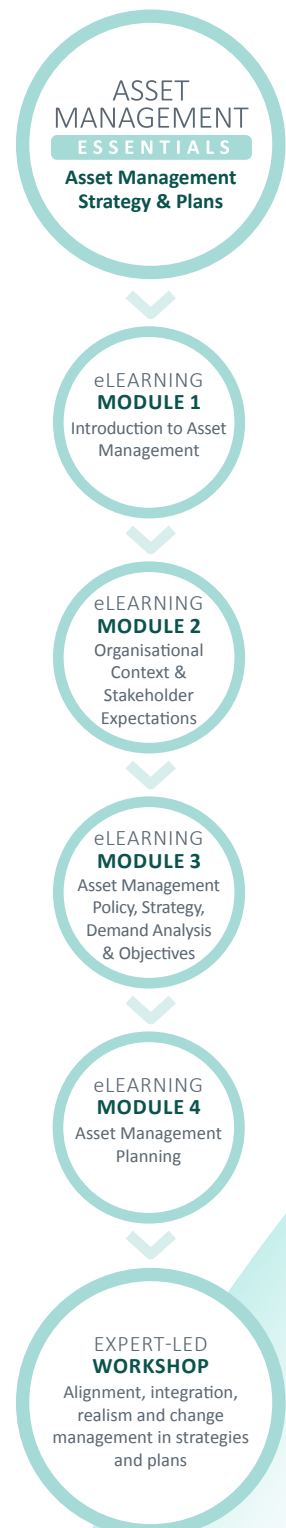 ASSET
MANAGEMENT
ESSENTIALS
Asset Management
Strategy & Plans
eLEARNING
MODULE 1
Introduction to Asset
Management
eLEARNING
MODULE 2
Organisational
Context &
Stakeholder
Expectations
eLEARNING
MODULE 3
Asset Management
Policy, Strategy,
Demand Analysis
& Objectives
eLEARNING
MODULE 4
Asset Management
Planning
EXPERT-LED
WORKSHOP
Alignment, integration,
realism and change
management in strategies
and plans